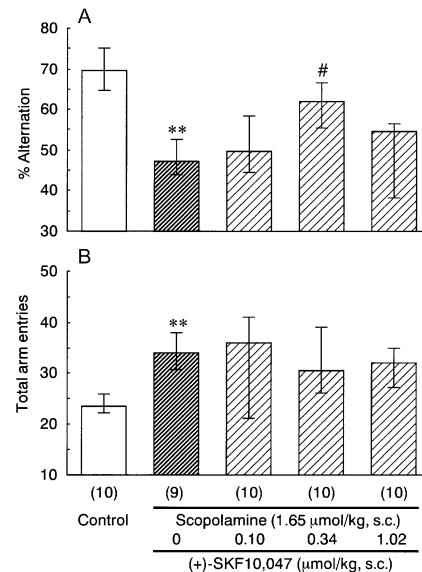 A
80
70
60
50
40
30
% Alternation
**
#
B
50
40
30
20
10
Total arm entries
**
(10) (9) (10) (10) (10)
Control Scopolamine (1.65 μmol/kg, s.c.)
0 0.10 0.34 1.02
(+)-SKF10,047 (μmol/kg, s.c.)